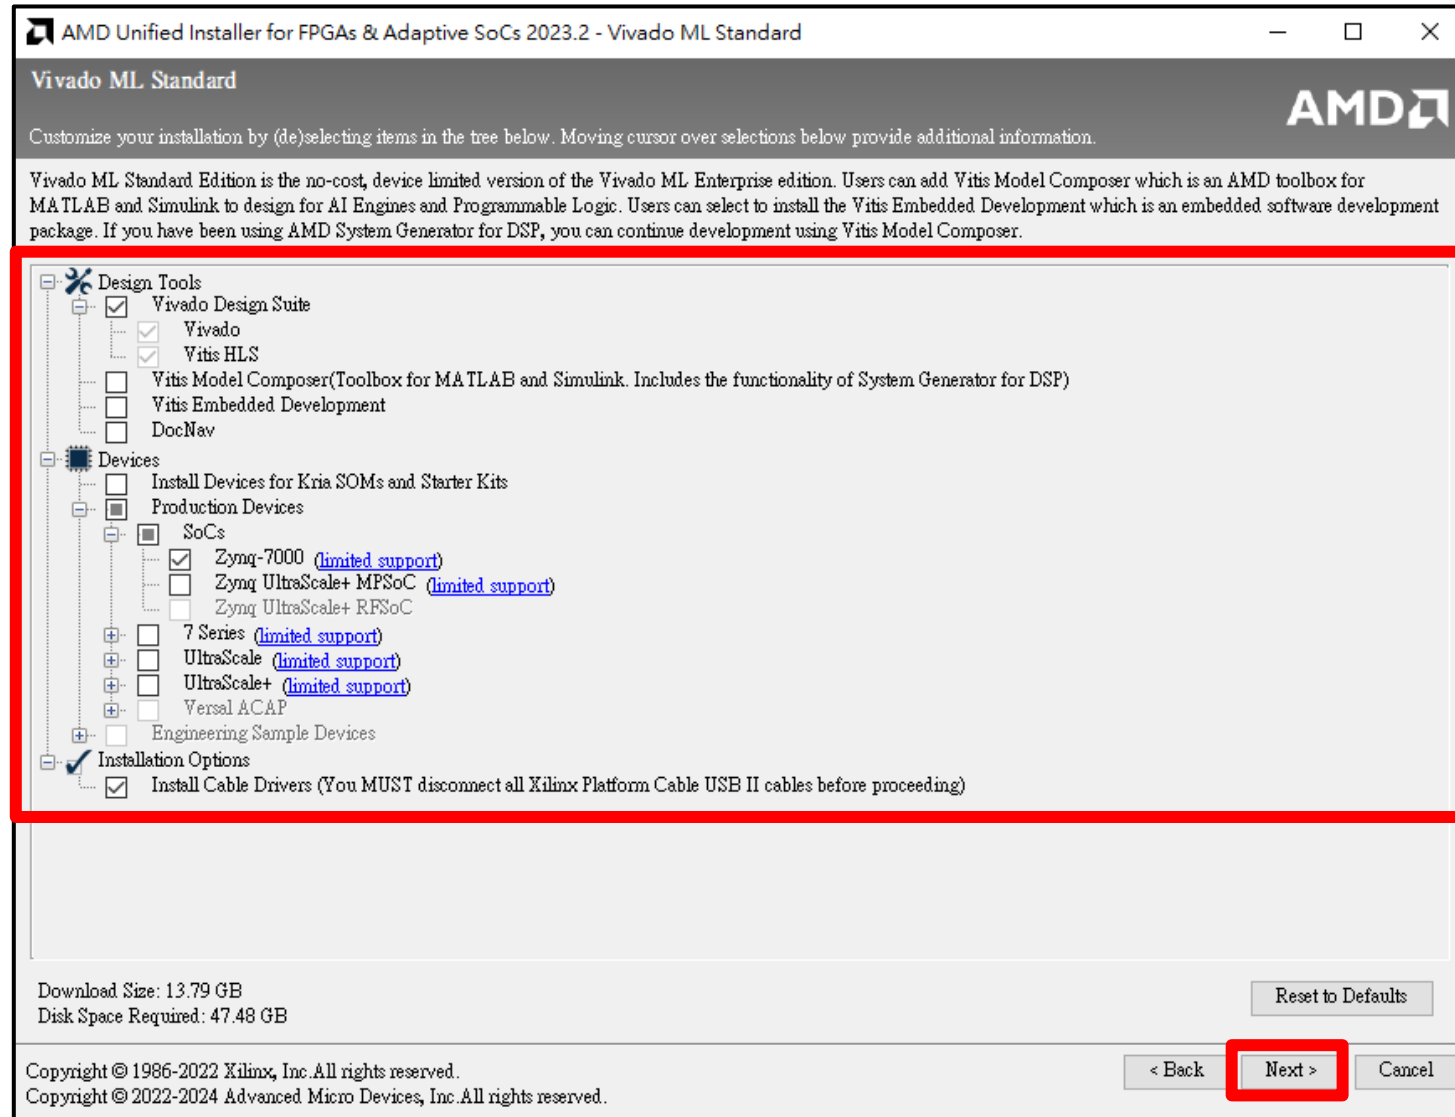 AMD Unified Installer for FPGAs & Adaptive SoCs 2023.2 - Vivado ML Standard
Vivado ML Standard
AMD
Customize your installation by (de)selecting items in the tree below. Moving cursor over selections below provide additional information.
Vivado ML Standard Edition is the no-cost, device limited version of the Vivado ML Enterprise edition. Users can add Vitis Model Composer which is an AMD toolbox for
MATLAB and Simulink to design for AI Engines and Programmable Logic. Users can select to install the Vitis Embedded Development which is an embedded software development
package. If you have been using AMD System Generator for DSP, you can continue development using Vitis Model Composer.
Design Tools
Vivado Design Suite
Vivado
Vitis HLS
Vitis Model Composer(Toolbox for MATLAB and Simulink. Includes the functionality of System Generator for DSP)
Vitis Embedded Development
DocNav
Devices
Install Devices for Kria SOMs and Starter Kits
Production Devices
SoCs
Zynq-7000 (limited support)
Zynq UltraScale+ MPSoC (limited support)
Zynq UltraScale+ RFSoC
7 Series (limited support)
UltraScale (limited support)
UltraScale+ (limited support)
Versal ACAP
Engineering Sample Devices
Installation Options
Install Cable Drivers (You MUST disconnect all Xilinx Platform Cable USB II cables before proceeding)
Download Size: 13.79 GB
Disk Space Required: 47.48 GB
Reset to Defaults
Copyright © 1986-2022 Xilinx, Inc.All rights reserved.
Copyright © 2022-2024 Advanced Micro Devices, Inc.All rights reserved.
< Back
Next >
Cancel